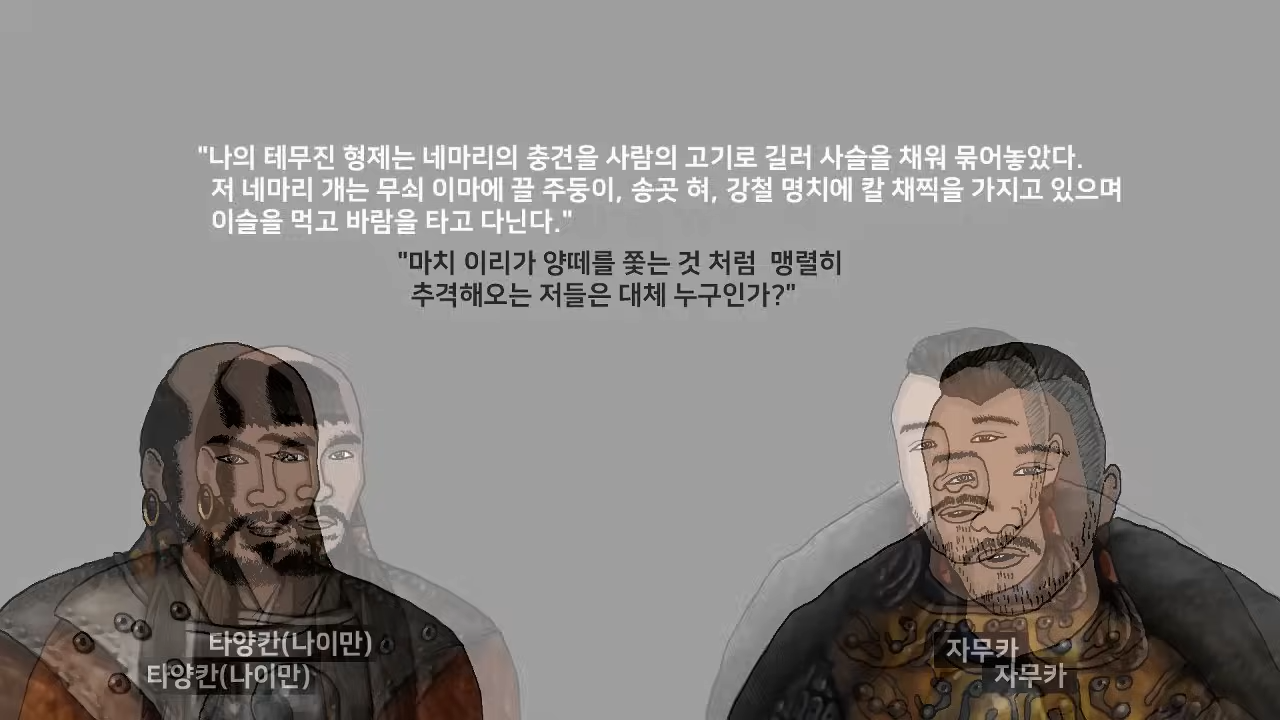 "나의 테무진 형제는 네마리의 충견을 사람의 고기로 길러 사슬을 채워 묶어놓았다.
저 네마리 개는 무쇠 이마에 끌 주둥이, 송곳 혀, 강철 명치에 칼 채찍을 가지고 있으며
이슬을 먹고 바람을 타고 다닌다."
"마치 이리가 양떼를 쫓는 것 처럼 맹렬히
추격해오는 저들은 대체 누구인가?"
타양칸(나이만)
타양칸(나이만)
자무카
자무카